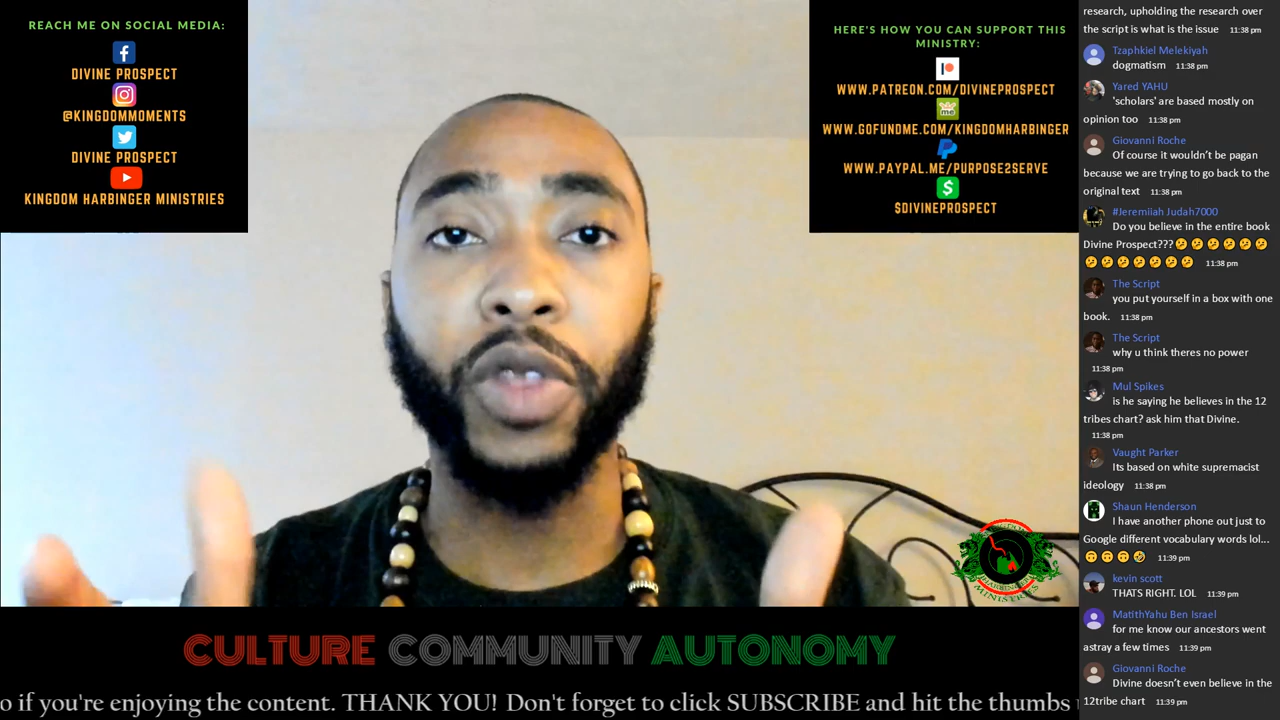 REACH ME ON SOCIAL MEDIA:
DIVINE PROSPECT
@KINGDOMMOMENTS
DIVINE PROSPECT
KINGDOM HARBINGER MINISTRIES
HERE'S HOW YOU CAN SUPPORT THIS
MINISTRY:
WWW.PATREON.COM/DIVINEPROSPECT
me
WWW.GOFUNDME.COM/KINGDOMHARBINGER
WWW.PAYPAL.ME/PURPOSE2SERVE
$
$DIVINEPROSPECT
research, upholding the research over
the script is what is the issue 11:38 pm
Tzaphkiel Melekiyah
dogmatism 11:38 pm
Yared YAHU
'scholars' are based mostly on
opinion too 11:38 pm
Giovanni Roche
Of course it wouldn't be pagan
because we are trying to go back to the
original text 11:38 pm
#Jeremiiah Judah7000
Do you believe in the entire book
Divine Prospect???🤔🤔🤔🤔🤔🤔
🤔🤔🤔🤔🤔🤔🤔 11:38 pm
The Script
you put yourself in a box with one
book. 11:38 pm
The Script
why u think theres no power
11:38 pm
Mul Spikes
is he saying he believes in the 12
tribes chart? ask him that Divine.
11:38 pm
Vaught Parker
Its based on white supremacist
ideology 11:38 pm
Shaun Henderson
I have another phone out just to
Google different vocabulary words lol...
🙃🙃🙃🤣 11:39 pm
kevin scott
THATS RIGHT. LOL 11:39 pm
MatithYahu Ben Israel
for me know our ancestors went
astray a few times 11:39 pm
Giovanni Roche
Divine doesn't even believe in the
12tribe chart 11:39 pm
KINGDOM
HARBINGER
MINISTRIES
CULTURE COMMUNITY AUTONOMY
o if you're enjoying the content. THANK YOU! Don't forget to click SUBSCRIBE and hit the thumbs